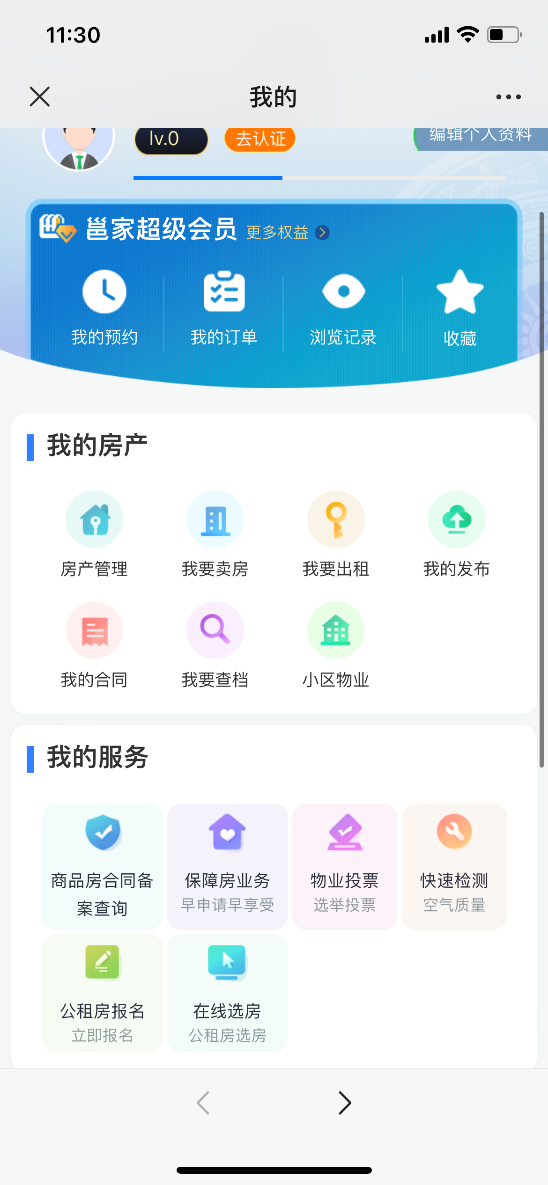 11:30
我的
lv.0
去认证
编辑个人资料
邕家超级会员 更多权益
我的预约
我的订单
浏览记录
收藏
我的房产
房产管理
我要卖房
我要出租
我的发布
我的合同
我要查档
小区物业
我的服务
商品房合同备
案查询
保障房业务
早申请早享受
物业投票
选举投票
快速检测
空气质量
公租房报名
立即报名
在线选房
公租房选房